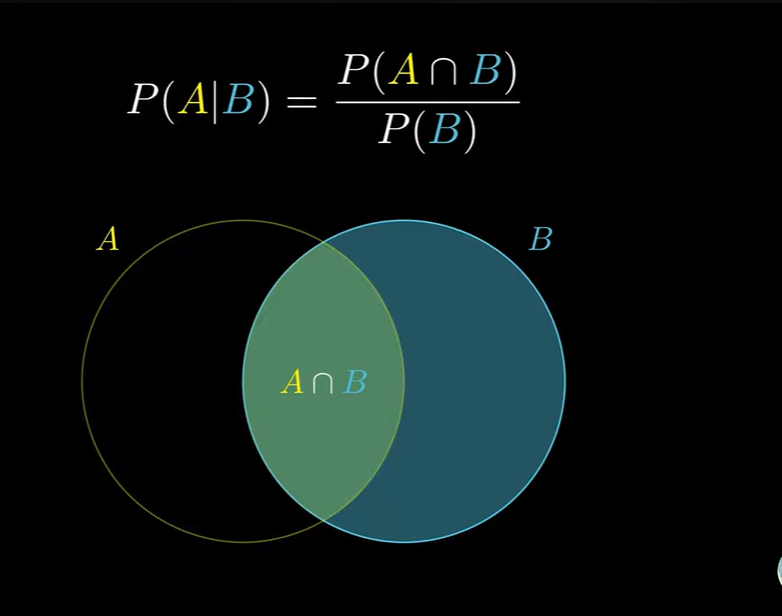 P(A|B) = P(A ∩ B) / P(B)
A
B
A ∩ B